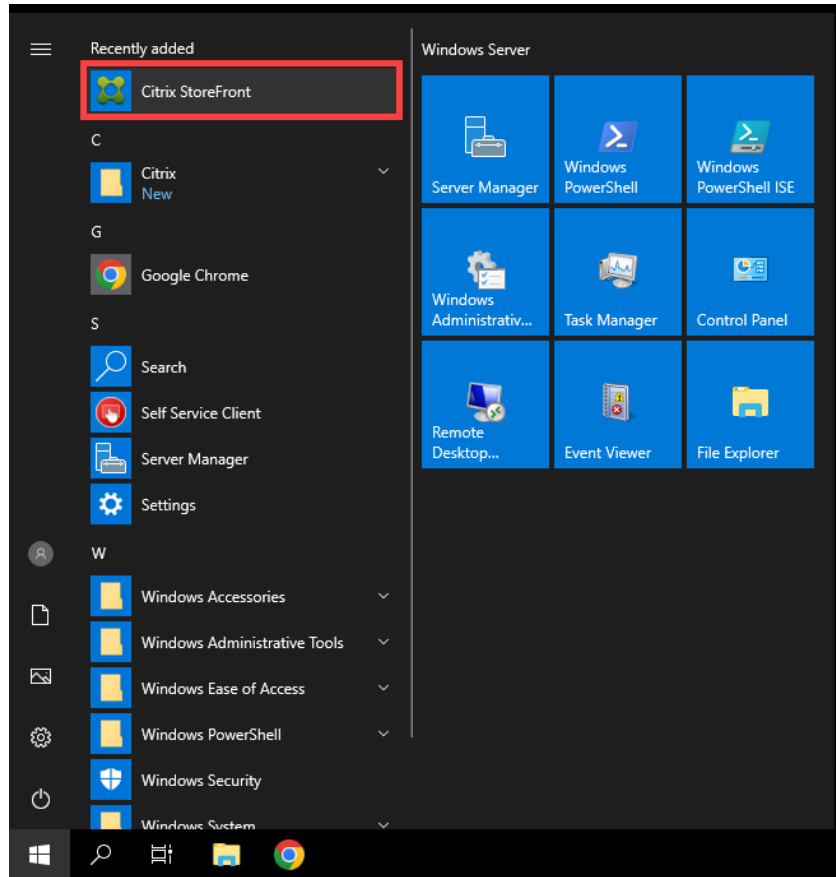 Recently added
Citrix StoreFront
C
Citrix
New
G
Google Chrome
S
Search
Self Service Client
Server Manager
Settings
W
Windows Accessories
Windows Administrative Tools
Windows Ease of Access
Windows PowerShell
Windows Security
Windows System
Windows Server
Server Manager
Windows
PowerShell
Windows
PowerShell ISE
Windows
Administrativ...
Task Manager
Control Panel
Remote
Desktop...
Event Viewer
File Explorer